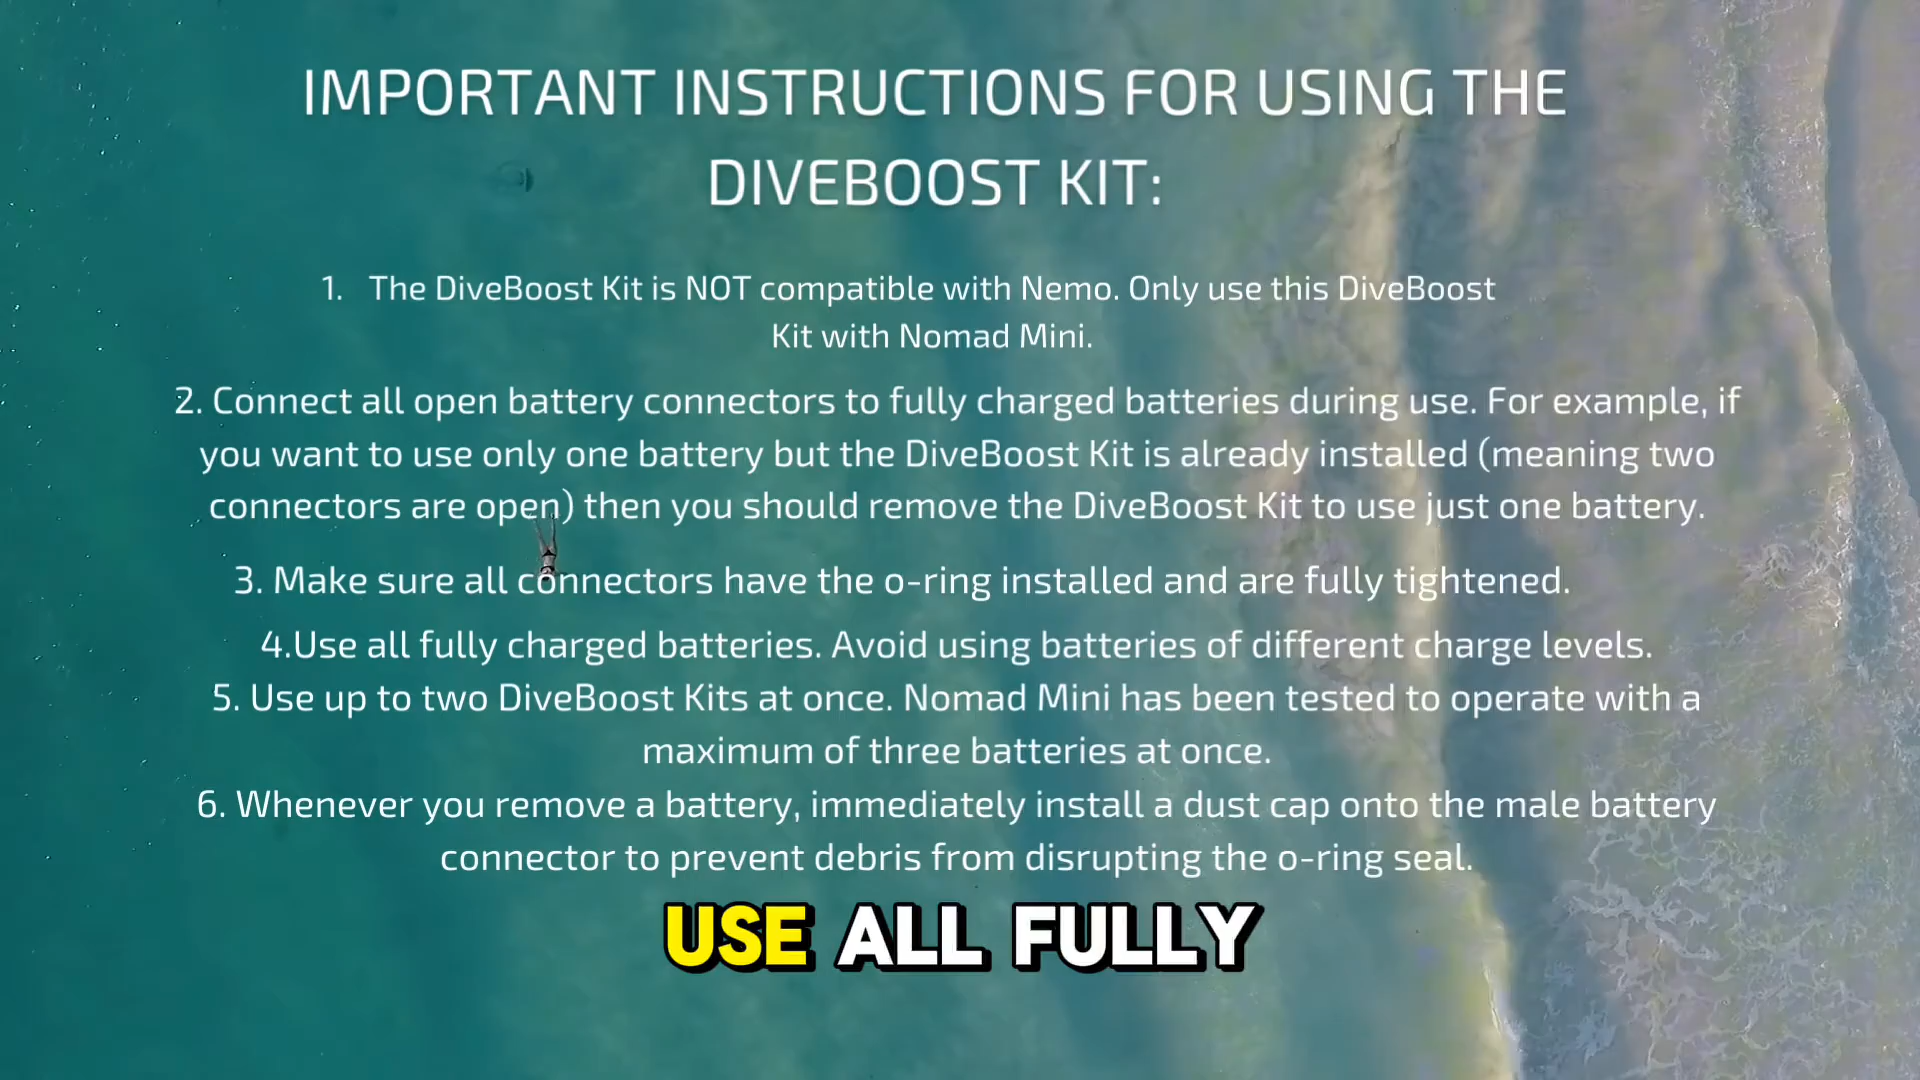 IMPORTANT INSTRUCTIONS FOR USING THE
DIVEBOOST KIT:
1. The DiveBoost Kit is NOT compatible with Nemo. Only use this DiveBoost
Kit with Nomad Mini.
2. Connect all open battery connectors to fully charged batteries during use. For example, if
you want to use only one battery but the DiveBoost Kit is already installed (meaning two
connectors are open) then you should remove the DiveBoost Kit to use just one battery.
3. Make sure all connectors have the o-ring installed and are fully tightened.
4.Use all fully charged batteries. Avoid using batteries of different charge levels.
5. Use up to two DiveBoost Kits at once. Nomad Mini has been tested to operate with a
maximum of three batteries at once.
6. Whenever you remove a battery, immediately install a dust cap onto the male battery
connector to prevent debris from disrupting the o-ring seal.
USE ALL FULLY